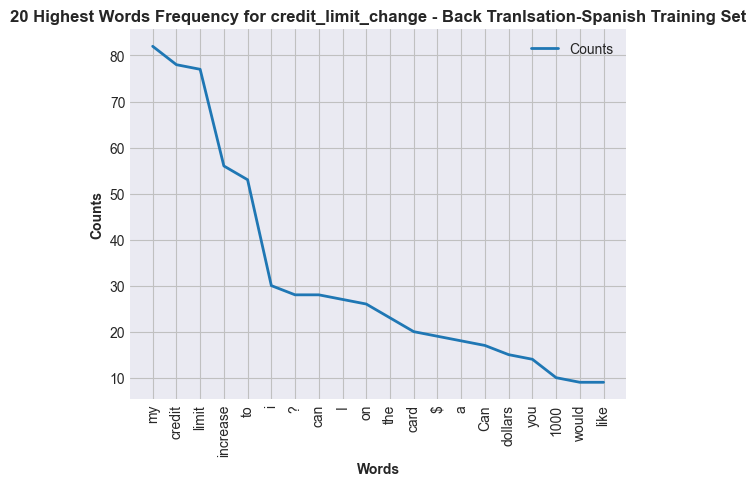 20 Highest Words Frequency for credit_limit_change - Back Tranlsation-Spanish Training Set
Counts
80
70
60
50
40
30
20
10
Counts
my
credit
limit
increase
to
i
?
can
I
on
the
card
$
a
Can
dollars
you
1000
would
like
Words